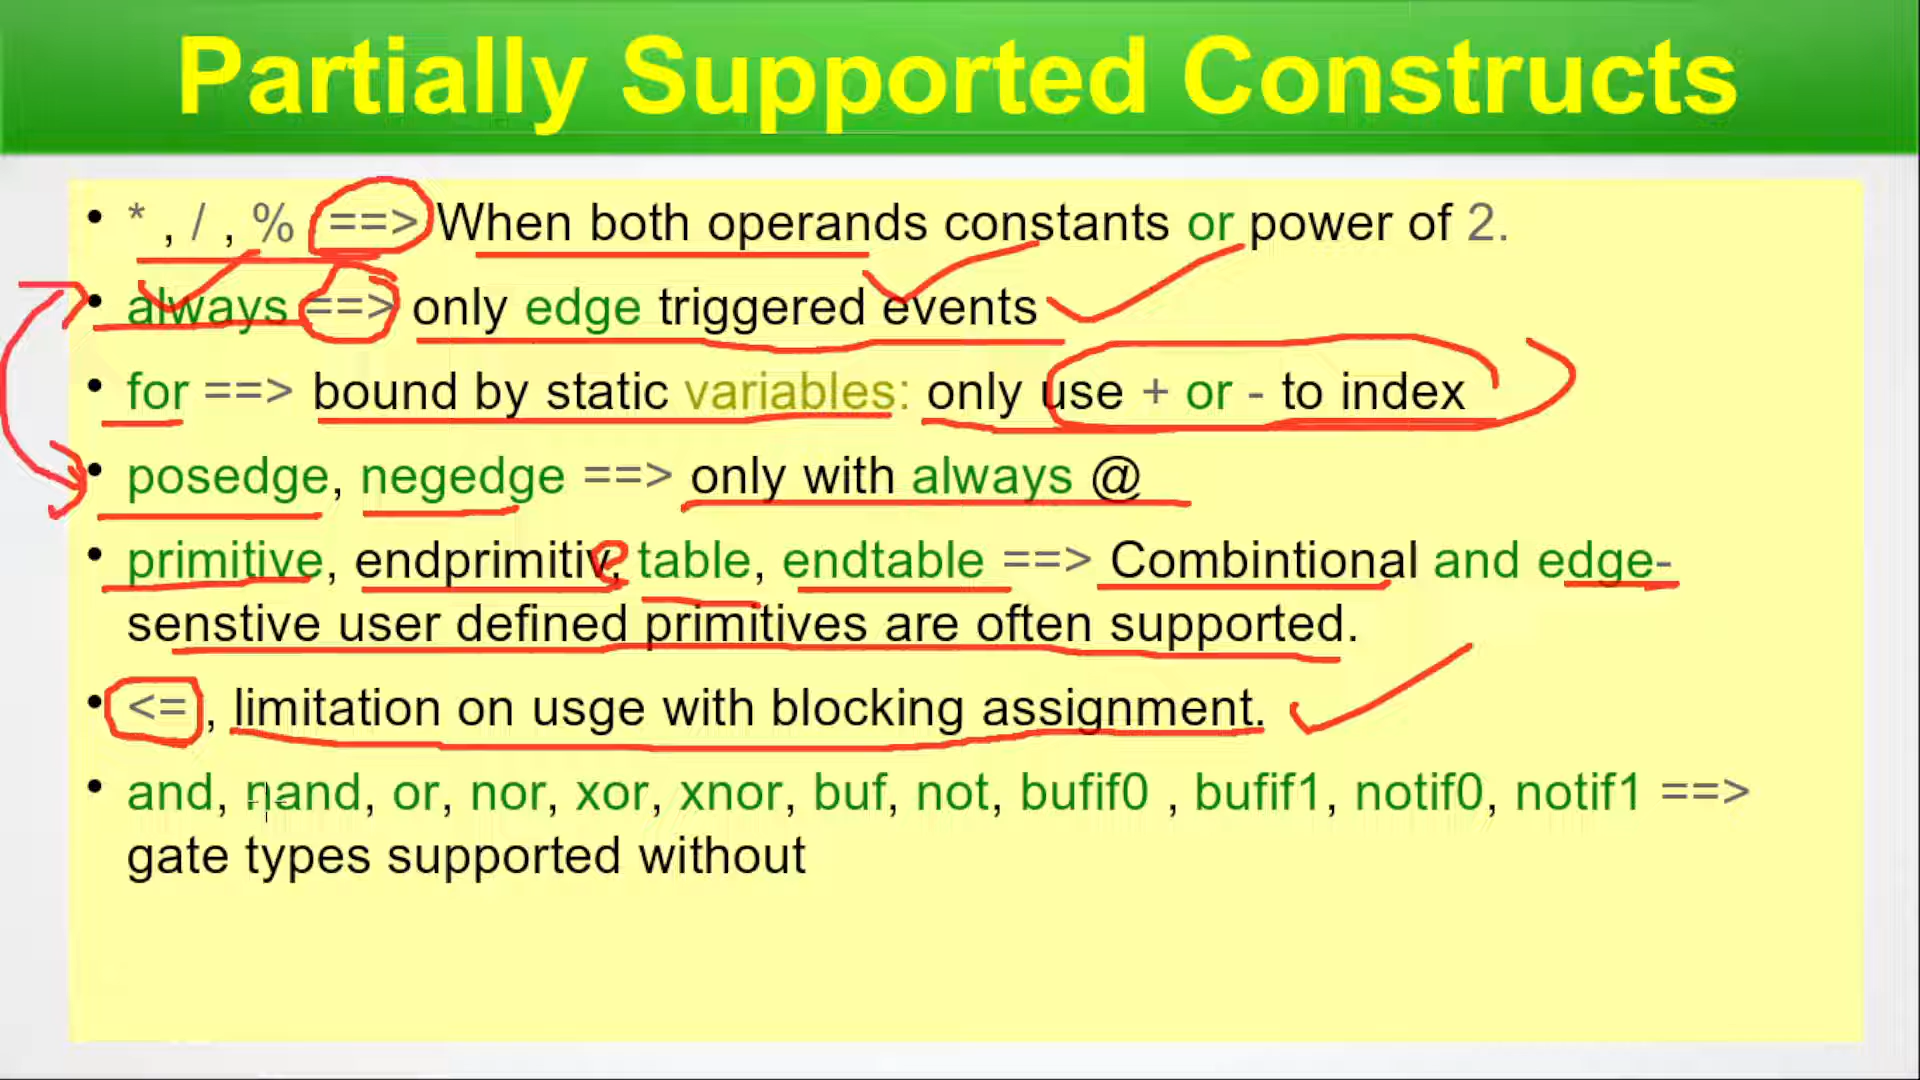 Partially Supported Constructs
• * , / , % ==> When both operands constants or power of 2.
• always ==> only edge triggered events
• for ==> bound by static variables: only use + or - to index
• posedge, negedge ==> only with always @
• primitive, endprimitive, table, endtable ==> Combintional and edge-
senstive user defined primitives are often supported.
• <= , limitation on usge with blocking assignment.
• and, nand, or, nor, xor, xnor, buf, not, bufif0 , bufif1, notif0, notif1 ==>
gate types supported without